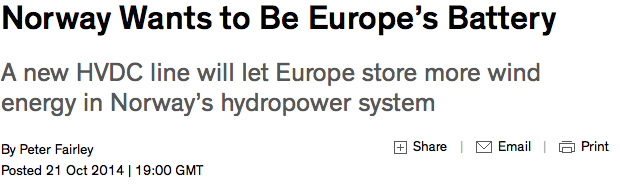 Norway Wants to Be Europe’s Battery
A new HVDC line will let Europe store more wind
energy in Norway’s hydropower system
By Peter Fairley
Share | Email | Print
Posted 21 Oct 2014 | 19:00 GMT